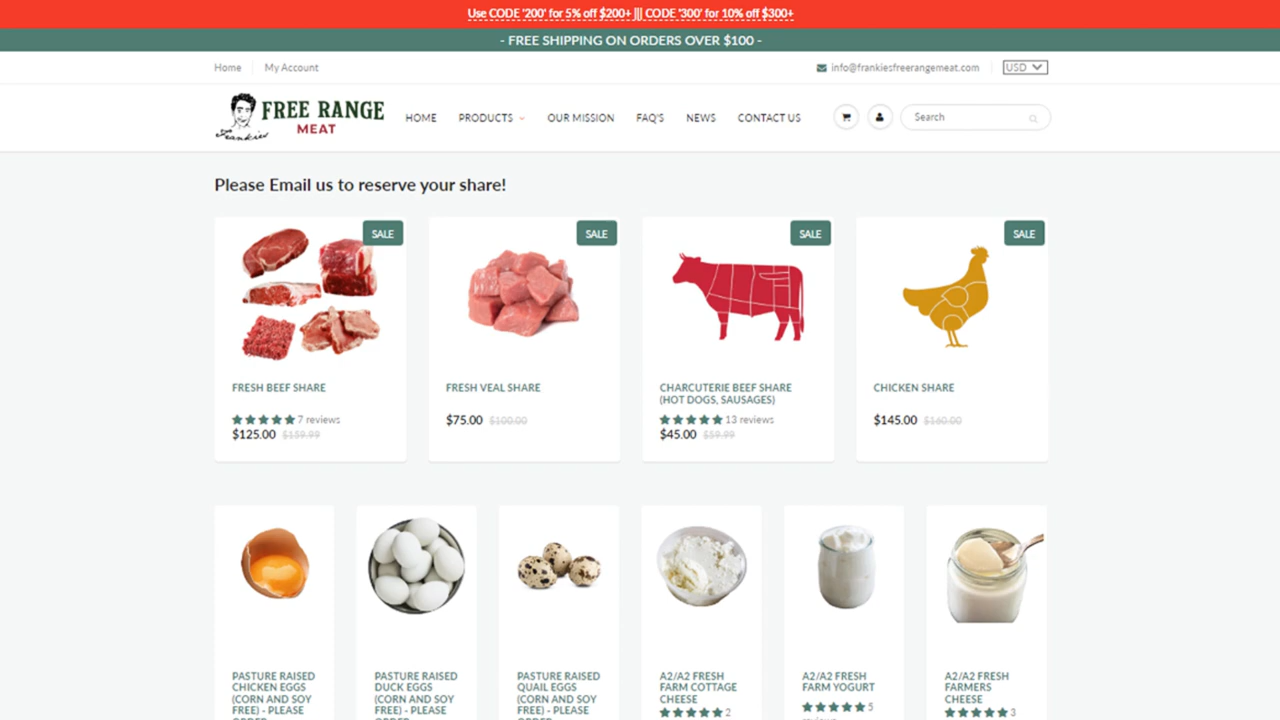 Use CODE '200' for 5% off $200+ ||| CODE '300' for 10% off $300+
- FREE SHIPPING ON ORDERS OVER $100 -
Home My Account info@frankiesfreerangemeat.com USD
Frankies FREE RANGE MEAT
HOME PRODUCTS OUR MISSION FAQ'S NEWS CONTACT US Search
Please Email us to reserve your share!
SALE SALE SALE SALE
FRESH BEEF SHARE
7 reviews
$125.00 $159.99
FRESH VEAL SHARE
$75.00 $100.00
CHARCUTERIE BEEF SHARE
(HOT DOGS, SAUSAGES)
13 reviews
$45.00 $59.99
CHICKEN SHARE
$145.00 $160.00
PASTURE RAISED
CHICKEN EGGS
(CORN AND SOY
FREE) - PLEASE
ORDER
PASTURE RAISED
DUCK EGGS
(CORN AND SOY
FREE) - PLEASE
ORDER
PASTURE RAISED
QUAIL EGGS
(CORN AND SOY
FREE) - PLEASE
ORDER
A2/A2 FRESH
FARM COTTAGE
CHEESE
2
A2/A2 FRESH
FARM YOGURT
5
reviews
A2/A2 FRESH
FARMERS
CHEESE
3